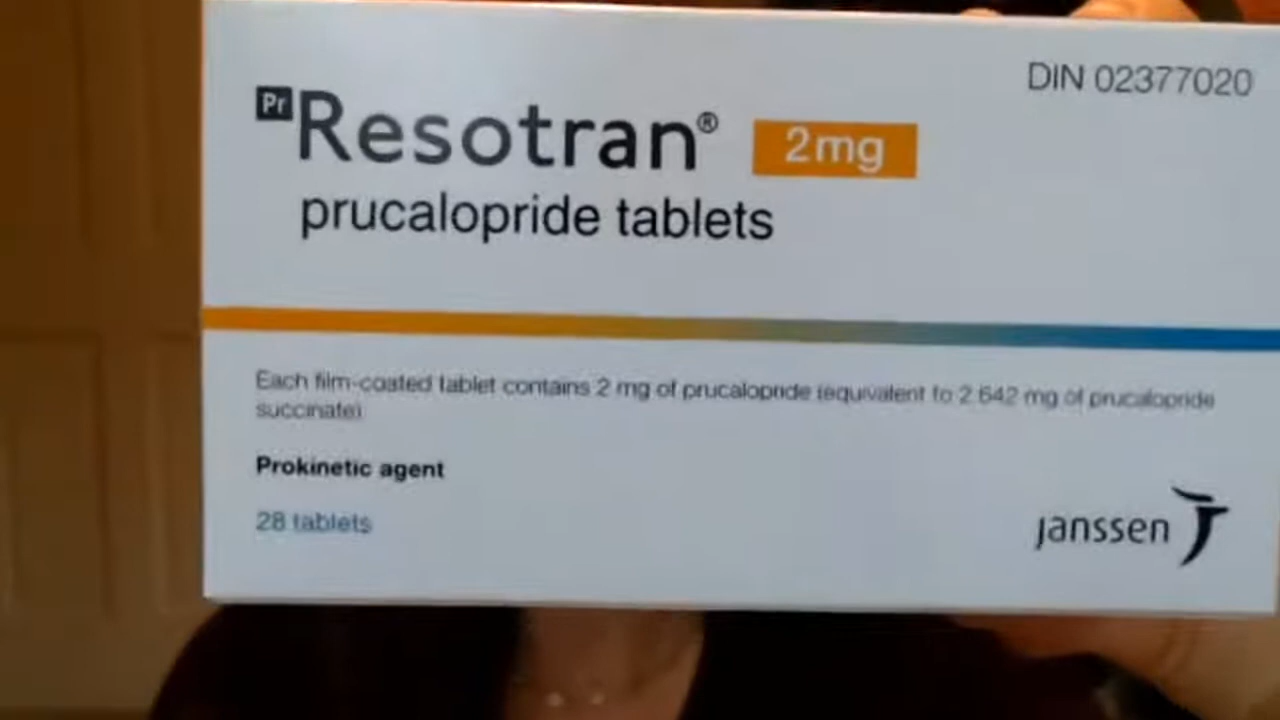 DIN 02377020
Pr Resotran® 2mg
prucalopride tablets
Each film-coated tablet contains 2 mg of prucalopride (equivalent to 2.642 mg of prucalopride
succinate)
Prokinetic agent
28 tablets
janssen